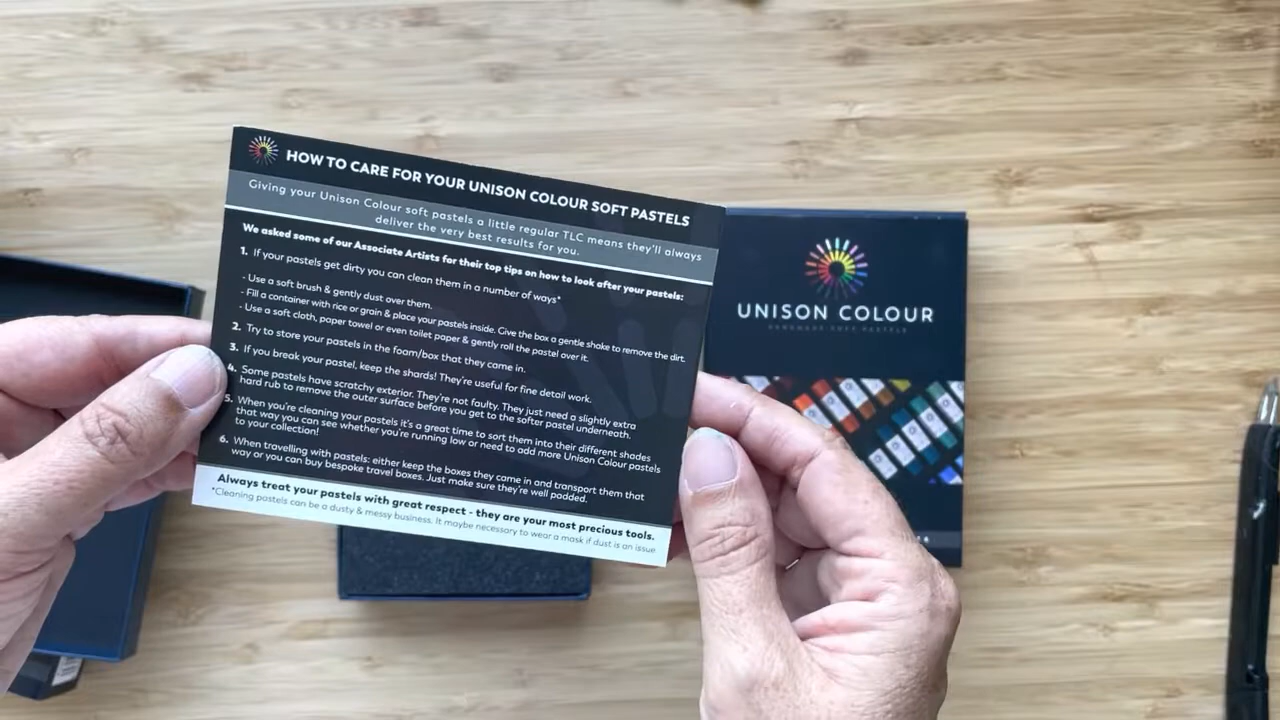 HOW TO CARE FOR YOUR UNISON COLOUR SOFT PASTELS
Giving your Unison Colour soft pastels a little regular TLC means they'll always
deliver the very best results for you.
We asked some of our Associate Artists for their top tips on how to look after your pastels:
1. If your pastels get dirty you can clean them in a number of ways*
- Use a soft brush & gently dust over them.
- Fill a container with rice or grain & place your pastels inside. Give the box a gentle shake to remove the dirt.
- Use a soft cloth, paper towel or even toilet paper & gently roll the pastel over it.
2. Try to store your pastels in the foam/box that they came in.
3. If you break your pastel, keep the shards! They're useful for fine detail work.
4. Some pastels have scratchy exterior. They're not faulty. They just need a slightly extra
hard rub to remove the outer surface before you get to the softer pastel underneath.
5. When you're cleaning your pastels it's a great time to sort them into their different shades
that way you can see whether you're running low or need to add more Unison Colour pastels
to your collection!
6. When travelling with pastels: either keep the boxes they came in and transport them that
way or you can buy bespoke travel boxes. Just make sure they're well padded.
Always treat your pastels with great respect - they are your most precious tools.
*Cleaning pastels can be a dusty & messy business. It maybe necessary to wear a mask if dust is an issue
UNISON COLOUR
HANDMADE SOFT PASTELS